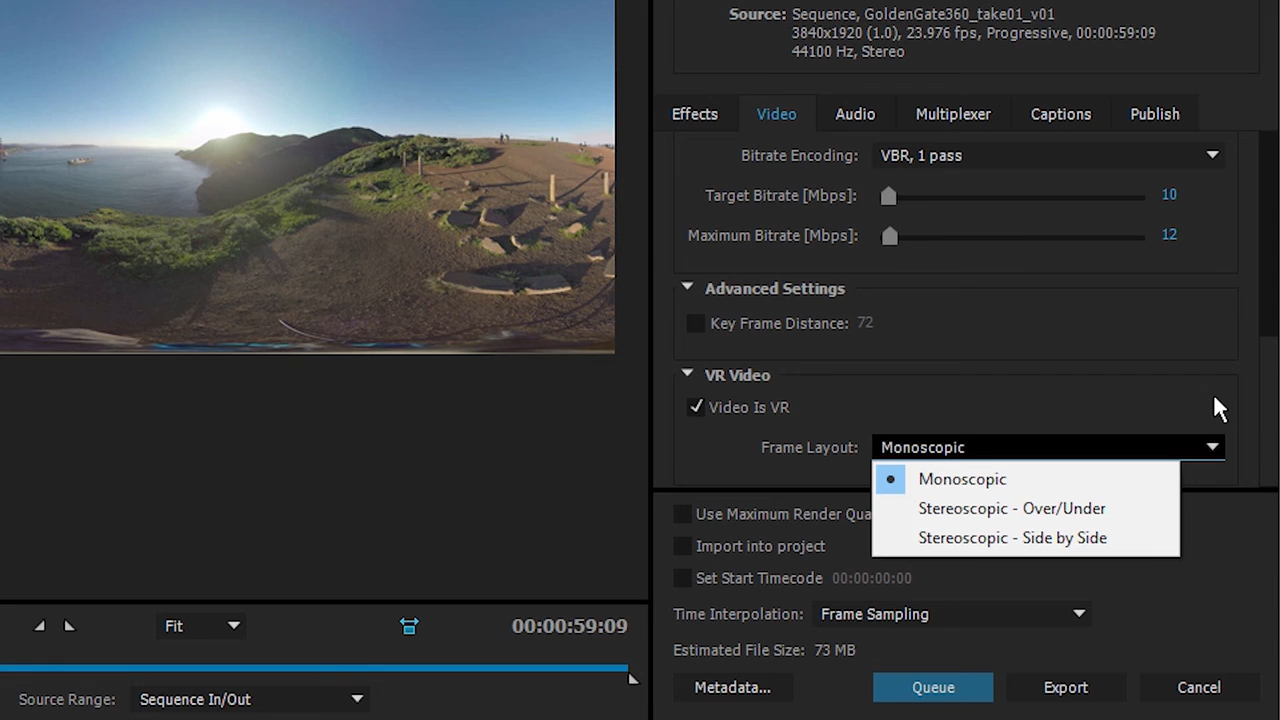 Source: Sequence, GoldenGate360_take01_v01
3840x1920 (1.0), 23.976 fps, Progressive, 00:00:59:09
44100 Hz, Stereo
Effects Video Audio Multiplexer Captions Publish
Bitrate Encoding: VBR, 1 pass
Target Bitrate [Mbps]: 10
Maximum Bitrate [Mbps]: 12
Advanced Settings
Key Frame Distance: 72
VR Video
Video Is VR
Frame Layout: Monoscopic
Monoscopic
Stereoscopic - Over/Under
Stereoscopic - Side by Side
Use Maximum Render Qua
Import into project
Set Start Timecode 00:00:00:00
Time Interpolation: Frame Sampling
Estimated File Size: 73 MB
Metadata... Queue Export Cancel
Fit 00:00:59:09
Source Range: Sequence In/Out